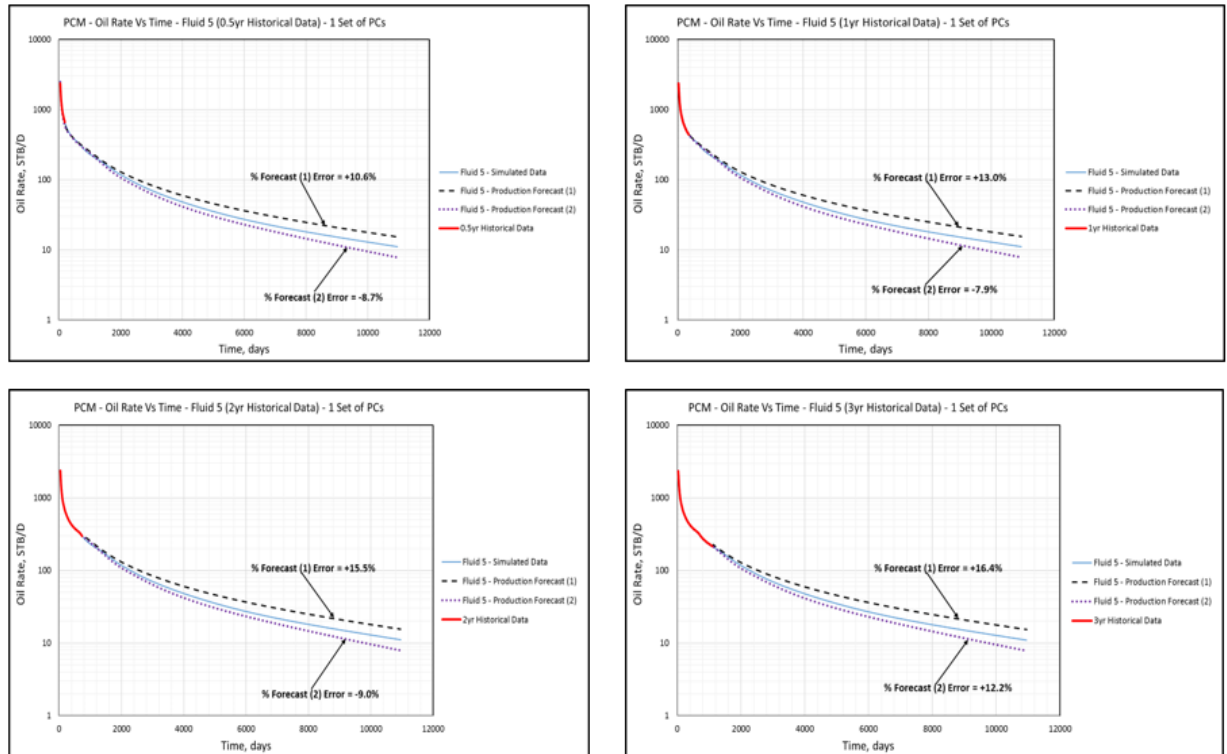 PCM - Oil Rate Vs Time - Fluid 5 (0.5yr Historical Data) - 1 Set of PCs
10000
1000
100
10
1
Oil Rate, STB/D
0 2000 4000 6000 8000 10000 12000
Time, days
% Forecast (1) Error = +10.6%
% Forecast (2) Error = -8.7%
Fluid 5 - Simulated Data
Fluid 5 - Production Forecast (1)
Fluid 5 - Production Forecast (2)
0.5yr Historical Data
PCM - Oil Rate Vs Time - Fluid 5 (1yr Historical Data) - 1 Set of PCs
10000
1000
100
10
1
Oil Rate, STB/D
0 2000 4000 6000 8000 10000 12000
Time, days
% Forecast (1) Error = +13.0%
% Forecast (2) Error = -7.9%
Fluid 5 - Simulated Data
Fluid 5 - Production Forecast (1)
Fluid 5 - Production Forecast (2)
1yr Historical Data
PCM - Oil Rate Vs Time - Fluid 5 (2yr Historical Data) - 1 Set of PCs
10000
1000
100
10
1
Oil Rate, STB/D
0 2000 4000 6000 8000 10000 12000
Time, days
% Forecast (1) Error = +15.5%
% Forecast (2) Error = -9.0%
Fluid 5 - Simulated Data
Fluid 5 - Production Forecast (1)
Fluid 5 - Production Forecast (2)
2yr Historical Data
PCM - Oil Rate Vs Time - Fluid 5 (3yr Historical Data) - 1 Set of PCs
10000
1000
100
10
1
Oil Rate, STB/D
0 2000 4000 6000 8000 10000 12000
Time, days
% Forecast (1) Error = +16.4%
% Forecast (2) Error = +12.2%
Fluid 5 - Simulated Data
Fluid 5 - Production Forecast (1)
Fluid 5 - Production Forecast (2)
3yr Historical Data